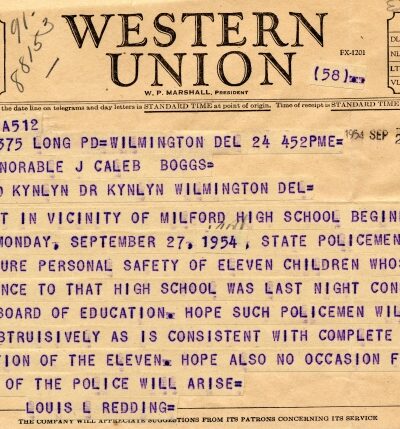 91-
88153
WESTERN
UNION
W. P. MARSHALL, PRESIDENT
FX-1201
(58)
the date line on telegrams and day letters is STANDARD TIME at point of origin. Time of receipt is STANDARD TIME
A512
375 LONG PD=WILMINGTON DEL 24 452PME=
1954 SEP
NORABLE J CALEB BOGGS=
KYNLYN DR KYNLYN WILMINGTON DEL=
T IN VICINITY OF MILFORD HIGH SCHOOL BEGIN
MONDAY, SEPTEMBER 27, 1954, STATE POLICEMEN
URE PERSONAL SAFETY OF ELEVEN CHILDREN WHOS
NCE TO THAT HIGH SCHOOL WAS LAST NIGHT CON
BOARD OF EDUCATION. HOPE SUCH POLICEMEN WIL
BSTRUISIVELY AS IS CONSISTENT WITH COMPLETE
TION OF THE ELEVEN. HOPE ALSO NO OCCASION F
OF THE POLICE WILL ARISE=
LOUIS L REDDING=
THE COMPANY WILL APPRECIATE SUGGESTIONS FROM ITS PATRONS CONCERNING ITS SERVICE